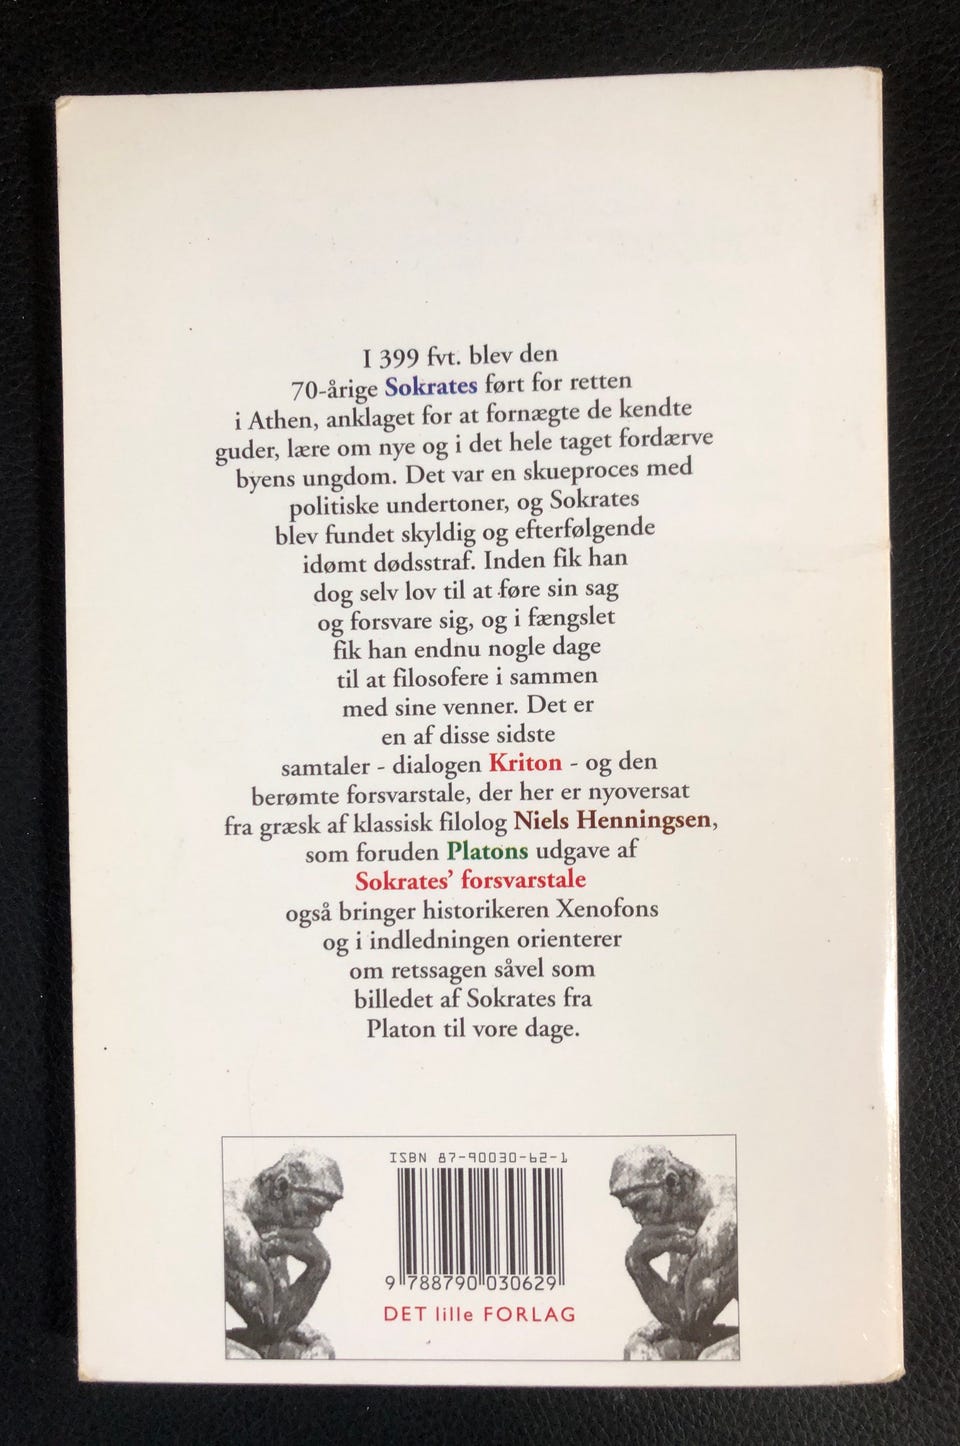 I 399 fvt. blev den
70-årige Sokrates ført for retten
i Athen, anklaget for at fornægte de kendte
guder, lære om nye og i det hele taget fordærve
byens ungdom. Det var en skueproces med
politiske undertoner, og Sokrates
blev fundet skyldig og efterfølgende
idømt dødsstraf. Inden fik han
dog selv lov til at føre sin sag
og forsvare sig, og i fængslet
fik han endnu nogle dage
til at filosofere i sammen
med sine venner. Det er
en af disse sidste
samtaler - dialogen Kriton - og den
berømte forsvarstale, der her er nyoversat
fra græsk af klassisk filolog Niels Henningsen,
som foruden Platons udgave af
Sokrates' forsvarstale
også bringer historikeren Xenofons
og i indledningen orienterer
om retssagen såvel som
billedet af Sokrates fra
Platon til vore dage.
ISBN 87-90030-62-1
9 788790 030629
DET lille FORLAG